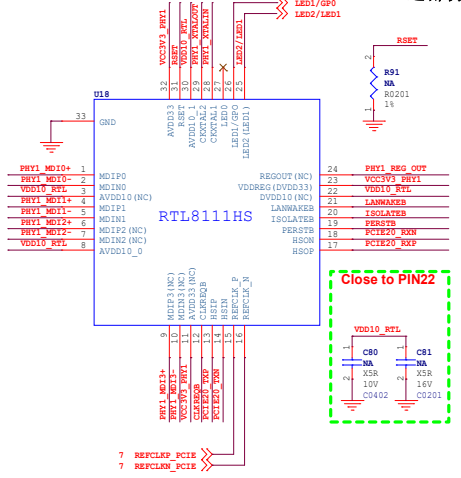 LED1/GP0
LED2/LED1
VCC3V3_PHY1
RSET
VDD10_RTL
PHY1_XTALOUT
PHY1_XTALIN
LED2/LED1
32
31
30
29
28
27
26
25
U18
AVDD33
RSET
AVDD10_1
CKXTAL2
CKXTAL1
LED0
LED1/GPO
LED2(LED1)
33
GND
RSET
2
R91
NA
R0201
1
1%
PHY1_MDI0+ 1 MDIP0
PHY1_MDI0- 2 MDIN0
VDD10_RTL 3 AVDD10(NC)
PHY1_MDI1+ 4 MDIP1
PHY1_MDI1- 5 MDIN1
PHY1_MDI2+ 6 MDIP2(NC)
PHY1_MDI2- 7 MDIN2(NC)
VDD10_RTL 8 AVDD10_0
RTL8111HS
REGOUT(NC) 24 PHY1_REG_OUT
VDDREG(DVDD33) 23 VCC3V3_PHY1
DVDD10(NC) 22 VDD10_RTL
LANWAKEB 21 LANWAKEB
ISOLATEB 20 ISOLATEB
PERSTB 19 PERSTB
HSON 18 PCIE20_RXN
HSOP 17 PCIE20_RXP
MDIP3(NC)
MDIN3(NC)
AVDD33(NC)
CLKREQB
HSIP
HSIN
REFCLK_P
REFCLK_N
9
10
11
12
13
14
15
16
PHY1_MDI3+
PHY1_MDI3-
VCC3V3_PHY1
CLKREQB
PCIE20_TXP
PCIE20_TXN
7 REFCLKP_PCIE
7 REFCLKN_PCIE
Close to PIN22
VDD10_RTL
1
C80
NA
2
X5R
10V
C0402
1
C81
NA
2
X5R
16V
C0201